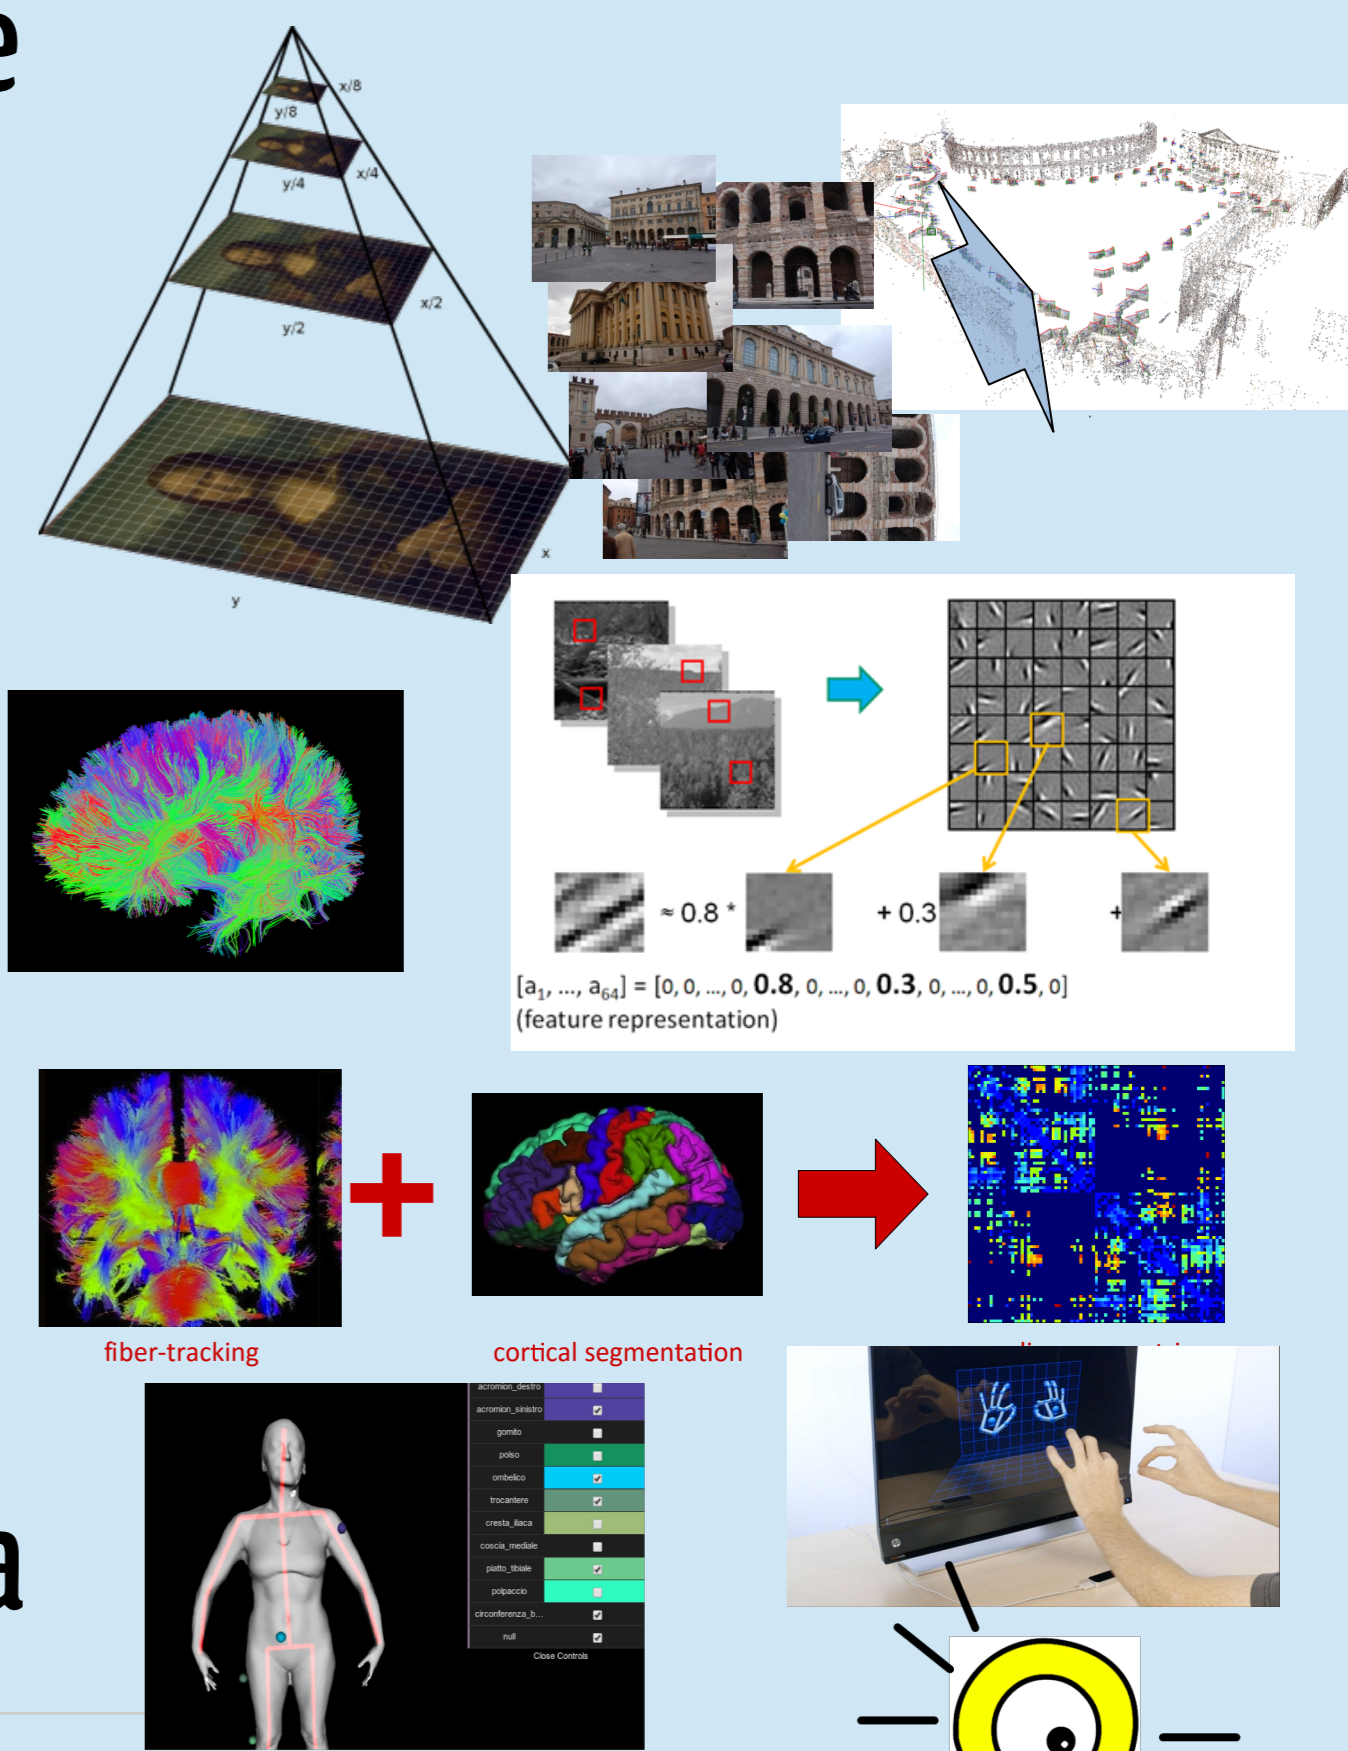 e
x/8
y/8
x/4
y/4
x/2
y/2
x
y
≈ 0.8 *
+ 0.3
+
[a1, ..., a64] = [0, 0, ..., 0, 0.8, 0, ..., 0, 0.3, 0, ..., 0, 0.5, 0]
(feature representation)
fiber-tracking
cortical segmentation
acromion_destro
acromion_sinistro
gomito
polso
ombelico
trocantere
cresta_iliaca
coscia_mediale
piatto_tibiale
polpaccio
circonferenza_b...
null
Close Controls
hp
a